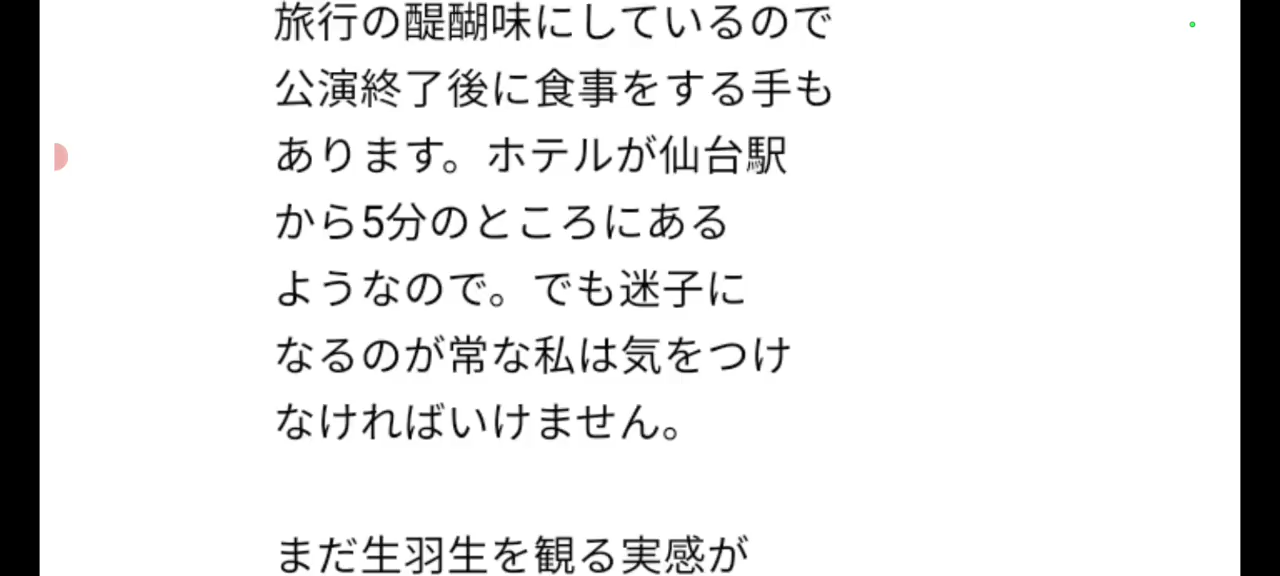 旅行の醍醐味にしているので
公演終了後に食事をする手も
あります。ホテルが仙台駅
から5分のところにある
ようなので。でも迷子に
なるのが常な私は気をつけ
なければいけません。
まだ生羽生を観る実感が